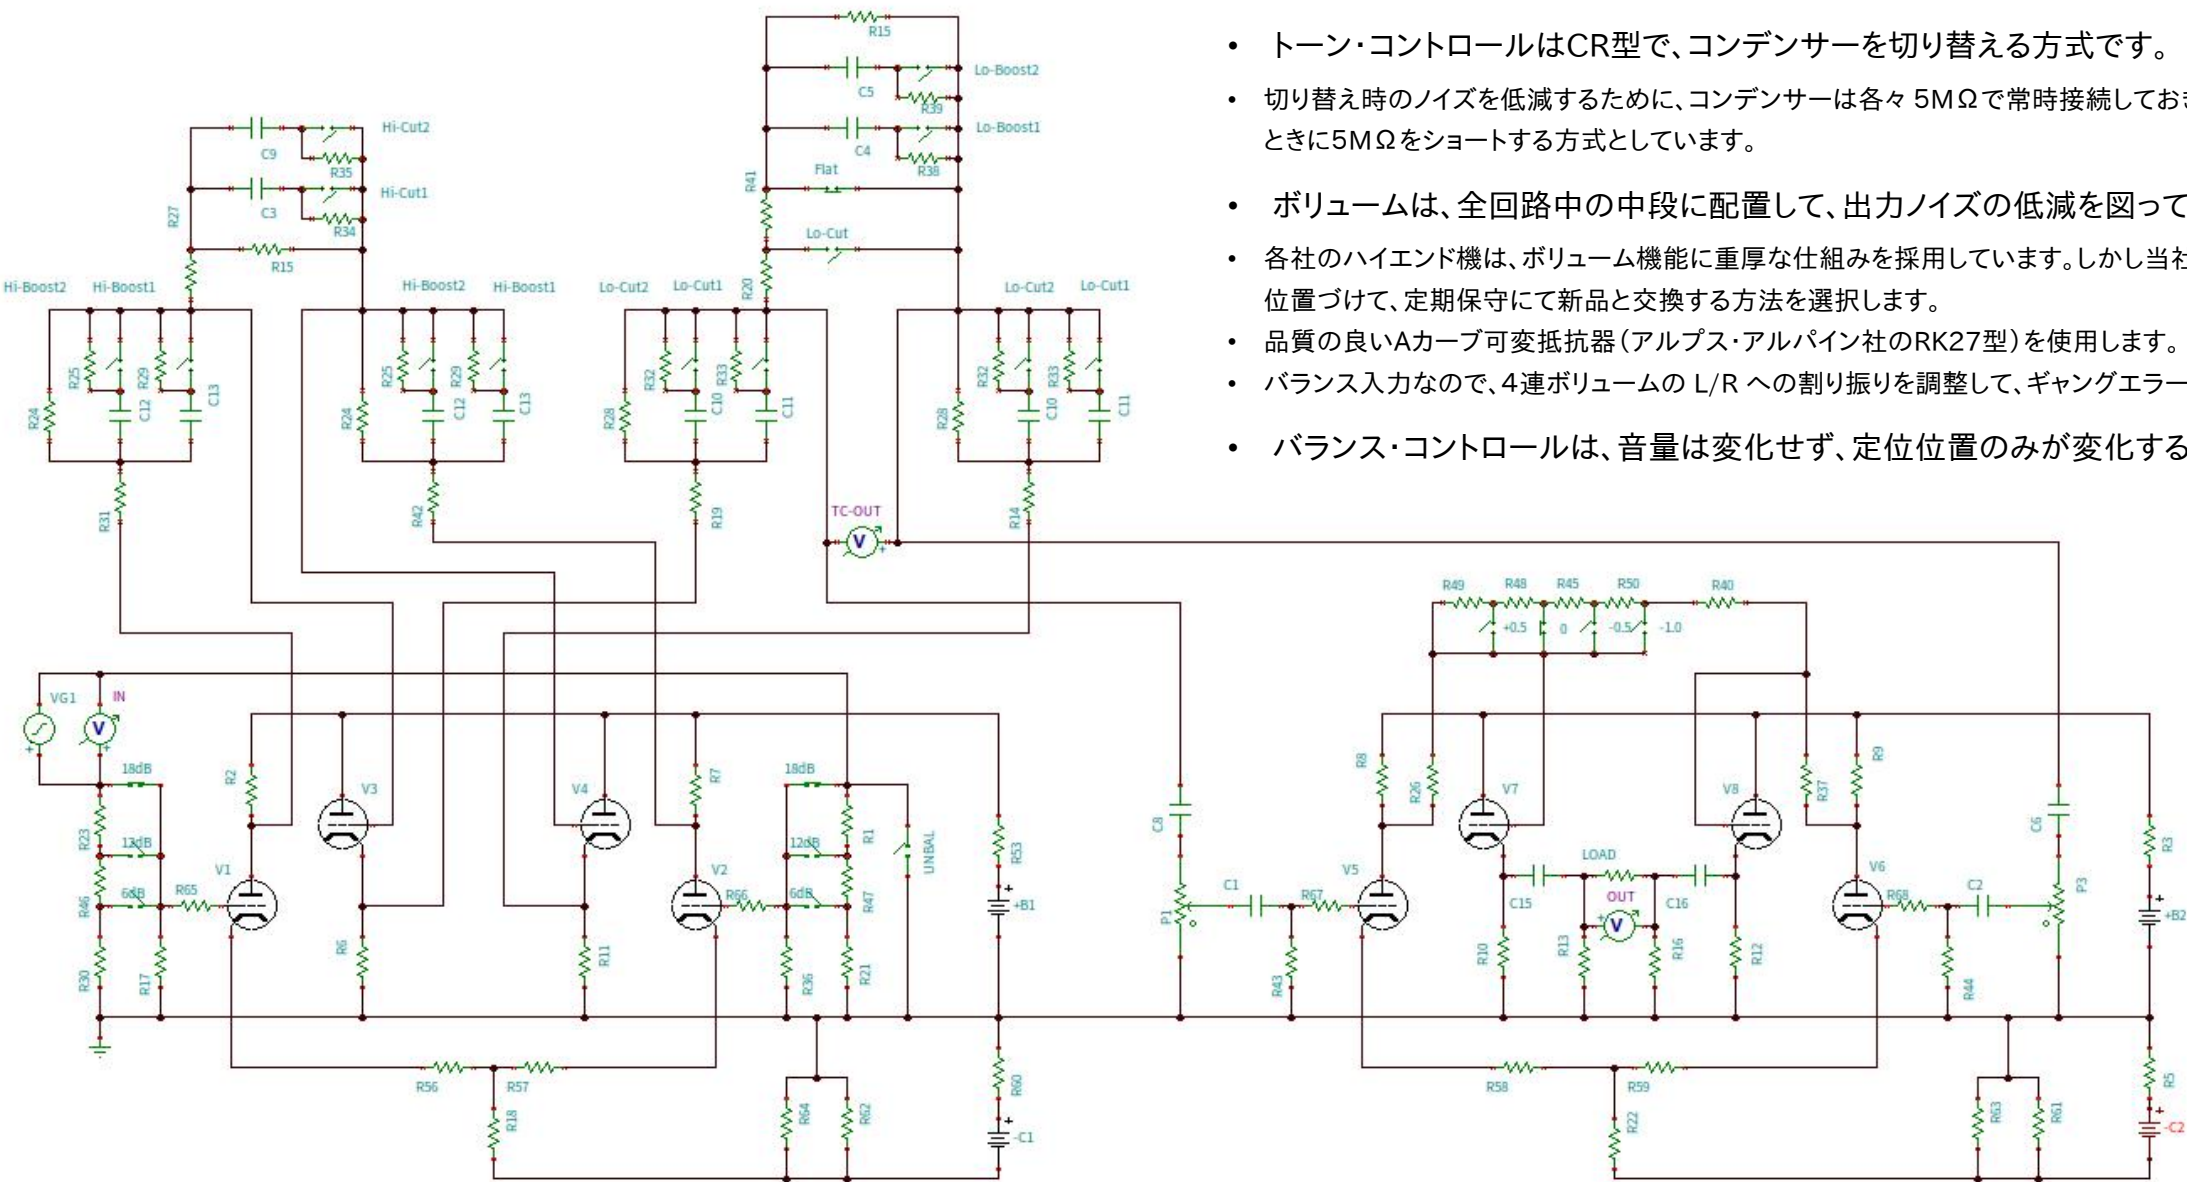 • トーン・コントロールはCR型で、コンデンサーを切り替える方式です。
• 切り替え時のノイズを低減するために、コンデンサーは各々 5MΩで常時接続しておき
ときに5MΩをショートする方式としています。
• ボリュームは、全回路中の中段に配置して、出力ノイズの低減を図って
• 各社のハイエンド機は、ボリューム機能に重厚な仕組みを採用しています。しかし当社
位置づけて、定期保守にて新品と交換する方法を選択します。
• 品質の良いAカーブ可変抵抗器（アルプス・アルパイン社のRK27型）を使用します。
• バランス入力なので、4連ボリュームの L/R への割り振りを調整して、ギャングエラー
• バランス・コントロールは、音量は変化せず、定位位置のみが変化する
R15
C5
Lo-Boost2
R39
C4
Lo-Boost1
R38
Flat
R41
Lo-Cut
R20
C9
Hi-Cut2
R35
C3
Hi-Cut1
R34
R27
R15
Hi-Boost2 Hi-Boost1
Hi-Boost2 Hi-Boost1
Lo-Cut2 Lo-Cut1
Lo-Cut2 Lo-Cut1
R24 R25 C12 R29 C13
R24 R25 C12 R29 C13
R28 R32 C10 R33 C11
R28 R32 C10 R33 C11
R31
R42
R19
R14
TC-OUT
V
+
R49 R48 R45 R50 R40
+0.5 0 -0.5 -1.0
VG1
IN
V
+
+
18dB
12dB
6dB
R23
R46
R30
R17
R65
V1
R2
V3
R6
V4
R11
R7
V2
R66
18dB
12dB
6dB
R1
R47
R36
R21
UNBAL
R53
+
+B1
R56 R57
R18
R64
R62
R60
+
-C1
C8
P1
C1
R43
R67
V5
R8
R26
V7
R10
C15
LOAD
OUT
V
+
R13
R16
C16
V8
R12
R37
R9
V6
R68
C2
R44
C6
P3
R3
+
+B2
R58 R59
R22
R63
R61
R5
+
-C2